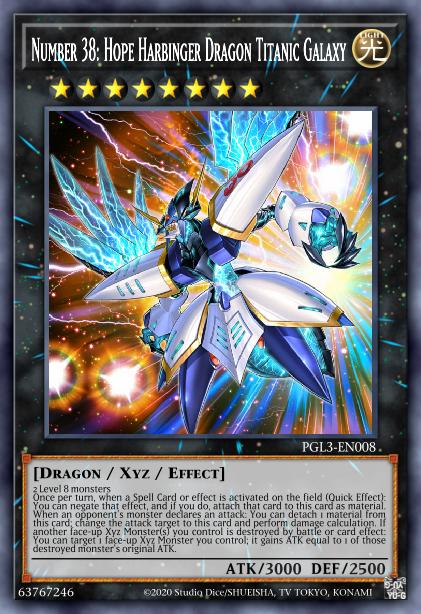 Number 38: Hope Harbinger Dragon Titanic Galaxy
LIGHT
光
PGL3-EN008
[Dragon / Xyz / Effect]
2 Level 8 monsters
Once per turn, when a Spell Card or effect is activated on the field (Quick Effect):
You can negate that effect, and if you do, attach that card to this card as material.
When an opponent's monster declares an attack: You can detach 1 material from
this card; change the attack target to this card and perform damage calculation. If
another face-up Xyz Monster(s) you control is destroyed by battle or card effect:
You can target 1 face-up Xyz Monster you control; it gains ATK equal to 1 of those
destroyed monster's original ATK.
ATK/3000 DEF/2500
63767246
©2020 Studio Dice/SHUEISHA, TV TOKYO, KONAMI